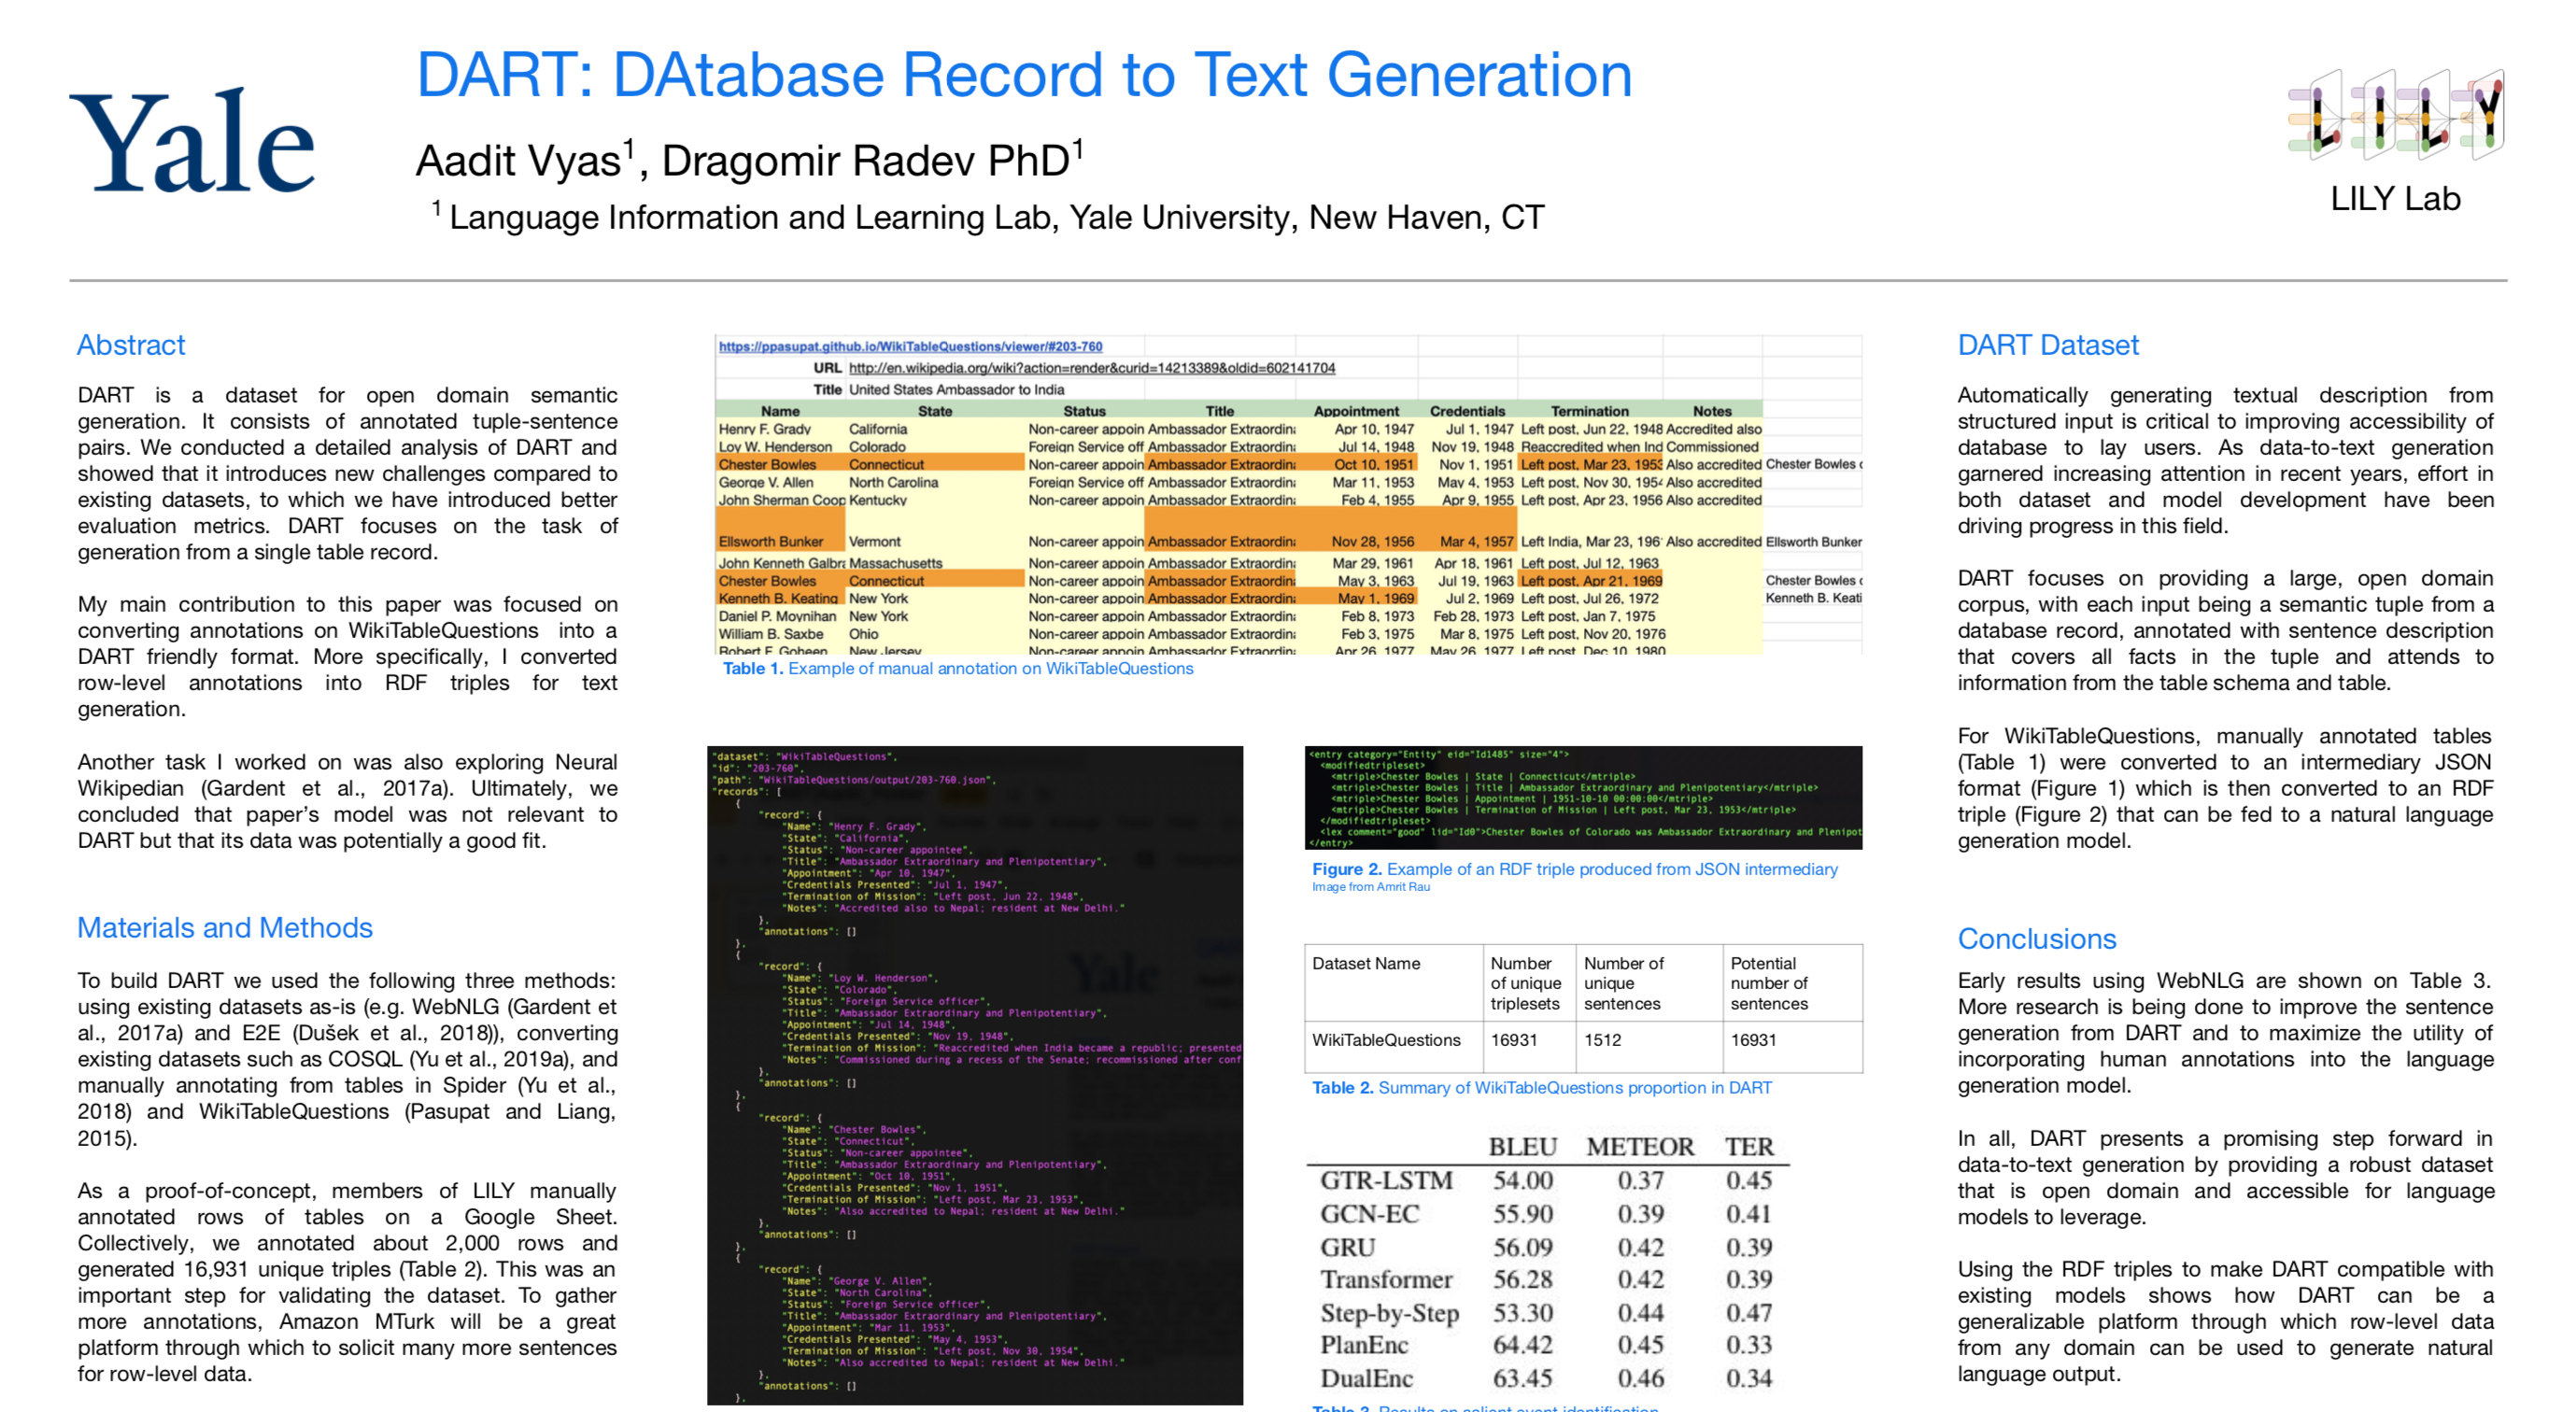 Yale
DART: DAtabase Record to Text Generation
Aadit Vyas1, Dragomir Radev PhD1
1 Language Information and Learning Lab, Yale University, New Haven, CT
LILY
LILY Lab
Abstract
DART is a dataset for open domain semantic
generation. It consists of annotated tuple-sentence
pairs. We conducted a detailed analysis of DART and
showed that it introduces new challenges compared to
existing datasets, to which we have introduced better
evaluation metrics. DART focuses on the task of
generation from a single table record.
My main contribution to this paper was focused on
converting annotations on WikiTableQuestions into a
DART friendly format. More specifically, I converted
row-level annotations into RDF triples for text
generation.
Another task I worked on was also exploring Neural
Wikipedian (Gardent et al., 2017a). Ultimately, we
concluded that paper's model was not relevant to
DART but that its data was potentially a good fit.
Materials and Methods
To build DART we used the following three methods:
using existing datasets as-is (e.g. WebNLG (Gardent et
al., 2017a) and E2E (Dušek et al., 2018)), converting
existing datasets such as COSQL (Yu et al., 2019a), and
manually annotating from tables in Spider (Yu et al.,
2018) and WikiTableQuestions (Pasupat and Liang,
2015).
As a proof-of-concept, members of LILY manually
annotated rows of tables on a Google Sheet.
Collectively, we annotated about 2,000 rows and
generated 16,931 unique triples (Table 2). This was an
important step for validating the dataset. To gather
more annotations, Amazon MTurk will be a great
platform through which to solicit many more sentences
for row-level data.
https://ppasupat.github.io/WikiTableQuestions/viewer/#203-760
URL http://en.wikipedia.org/wiki?action=render&curid=14213389&oldid=602141704
Title United States Ambassador to India
Name State Status Title Appointment Credentials Termination Notes
Henry F. Grady California Non-career appoin Ambassador Extraordina Apr 10, 1947 Jul 1, 1947 Left post, Jun 22, 1948 Accredited also
Loy W. Henderson Colorado Foreign Service off Ambassador Extraordina Jul 14, 1948 Nov 19, 1948 Reaccredited when Ind Commissioned
Chester Bowles Connecticut Non-career appoin Ambassador Extraordina Oct 10, 1951 Nov 1, 1951 Left post, Mar 23, 1953 Also accredited Chester Bowles
George V. Allen North Carolina Foreign Service off Ambassador Extraordina Mar 11, 1953 May 4, 1953 Left post, Nov 30, 1954 Also accredited
John Sherman Coop Kentucky Non-career appoin Ambassador Extraordina Feb 4, 1955 Apr 9, 1955 Left post, Apr 23, 1956 Also accredited
Ellsworth Bunker Vermont Non-career appoin Ambassador Extraordina Nov 28, 1956 Mar 4, 1957 Left India, Mar 23, 196 Also accredited Ellsworth Bunker
John Kenneth Galbra Massachusetts Non-career appoin Ambassador Extraordina Mar 29, 1961 Apr 18, 1961 Left post, Jul 12, 1963
Chester Bowles Connecticut Non-career appoin Ambassador Extraordina May 3, 1963 Jul 19, 1963 Left post, Apr 21, 1969 Chester Bowles
Kenneth B. Keating New York Non-career appoin Ambassador Extraordina May 1, 1969 Jul 2, 1969 Left post, Jul 26, 1972 Kenneth B. Keati
Daniel P. Moynihan New York Non-career appoin Ambassador Extraordina Feb 8, 1973 Feb 28, 1973 Left post, Jan 7, 1975
William B. Saxbe Ohio Non-career appoin Ambassador Extraordina Feb 3, 1975 Mar 8, 1975 Left post, Nov 20, 1976
Robert F. Goheen New Jersey Non-career appoin Ambassador Extraordina Apr 26, 1977 May 26, 1977 Left post, Dec 10, 1980
Table 1. Example of manual annotation on WikiTableQuestions
"dataset": "WikiTableQuestions",
"id": "203-760",
"path": "WikiTableQuestions/output/203-760.json",
"records": [
{
"record": {
"Name": "Henry F. Grady",
"State": "California",
"Status": "Non-career appointee",
"Title": "Ambassador Extraordinary and Plenipotentiary",
"Appointment": "Apr 10, 1947",
"Credentials Presented": "Jul 1, 1947",
"Termination of Mission": "Left post, Jun 22, 1948",
"Notes": "Accredited also to Nepal; resident at New Delhi."
},
"annotations": []
},
{
"record": {
"Name": "Loy W. Henderson",
"State": "Colorado",
"Status": "Foreign Service officer",
"Title": "Ambassador Extraordinary and Plenipotentiary",
"Appointment": "Jul 14, 1948",
"Credentials Presented": "Nov 19, 1948",
"Termination of Mission": "Reaccredited when India became a republic; presented
"Notes": "Commissioned during a recess of the Senate; recommissioned after conf
},
"annotations": []
},
{
"record": {
"Name": "Chester Bowles",
"State": "Connecticut",
"Status": "Non-career appointee",
"Title": "Ambassador Extraordinary and Plenipotentiary",
"Appointment": "Oct 10, 1951",
"Credentials Presented": "Nov 1, 1951",
"Termination of Mission": "Left post, Mar 23, 1953",
"Notes": "Also accredited to Nepal; resident at New Delhi."
},
"annotations": []
},
{
"record": {
"Name": "George V. Allen",
"State": "North Carolina",
"Status": "Foreign Service officer",
"Title": "Ambassador Extraordinary and Plenipotentiary",
"Appointment": "Mar 11, 1953",
"Credentials Presented": "May 4, 1953",
"Termination of Mission": "Left post, Nov 30, 1954",
"Notes": "Also accredited to Nepal; resident at New Delhi."
},
"annotations": []
},
<entry category="Entity" eid="Id1485" size="4">
<modifiedtripleset>
<mtriple>Chester Bowles | State | Connecticut</mtriple>
<mtriple>Chester Bowles | Title | Ambassador Extraordinary and Plenipotentiary</mtriple>
<mtriple>Chester Bowles | Appointment | 1951-10-10 00:00:00</mtriple>
<mtriple>Chester Bowles | Termination of Mission | Left post, Mar 23, 1953</mtriple>
</modifiedtripleset>
<lex comment="good" lid="Id0">Chester Bowles of Colorado was Ambassador Extraordinary and Plenipot
</entry>
Figure 2. Example of an RDF triple produced from JSON intermediary
Image from Amrit Rau
Dataset Name Number of unique triplesets Number of unique sentences Potential number of sentences
WikiTableQuestions 16931 1512 16931
Table 2. Summary of WikiTableQuestions proportion in DART
BLEU METEOR TER
GTR-LSTM 54.00 0.37 0.45
GCN-EC 55.90 0.39 0.41
GRU 56.09 0.42 0.39
Transformer 56.28 0.42 0.39
Step-by-Step 53.30 0.44 0.47
PlanEnc 64.42 0.45 0.33
DualEnc 63.45 0.46 0.34
Table 3. Results on salient event identification
DART Dataset
Automatically generating textual description from
structured input is critical to improving accessibility of
database to lay users. As data-to-text generation
garnered increasing attention in recent years, effort in
both dataset and model development have been
driving progress in this field.
DART focuses on providing a large, open domain
corpus, with each input being a semantic tuple from a
database record, annotated with sentence description
that covers all facts in the tuple and attends to
information from the table schema and table.
For WikiTableQuestions, manually annotated tables
(Table 1) were converted to an intermediary JSON
format (Figure 1) which is then converted to an RDF
triple (Figure 2) that can be fed to a natural language
generation model.
Conclusions
Early results using WebNLG are shown on Table 3.
More research is being done to improve the sentence
generation from DART and to maximize the utility of
incorporating human annotations into the language
generation model.
In all, DART presents a promising step forward in
data-to-text generation by providing a robust dataset
that is open domain and accessible for language
models to leverage.
Using the RDF triples to make DART compatible with
existing models shows how DART can be a
generalizable platform through which row-level data
from any domain can be used to generate natural
language output.